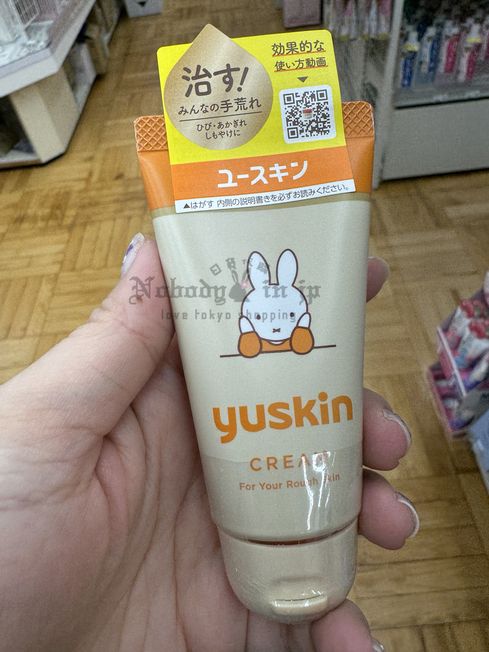 治す!
みんなの手荒れ
ひび・あかぎれ
しもやけに
効果的な
使い方動画
ユースキン
▲はがす 内側の説明書きを必ずお読みください。
Nobody in jp
love tokyo shopping
yuskin
CREAM
For Your Rough Skin